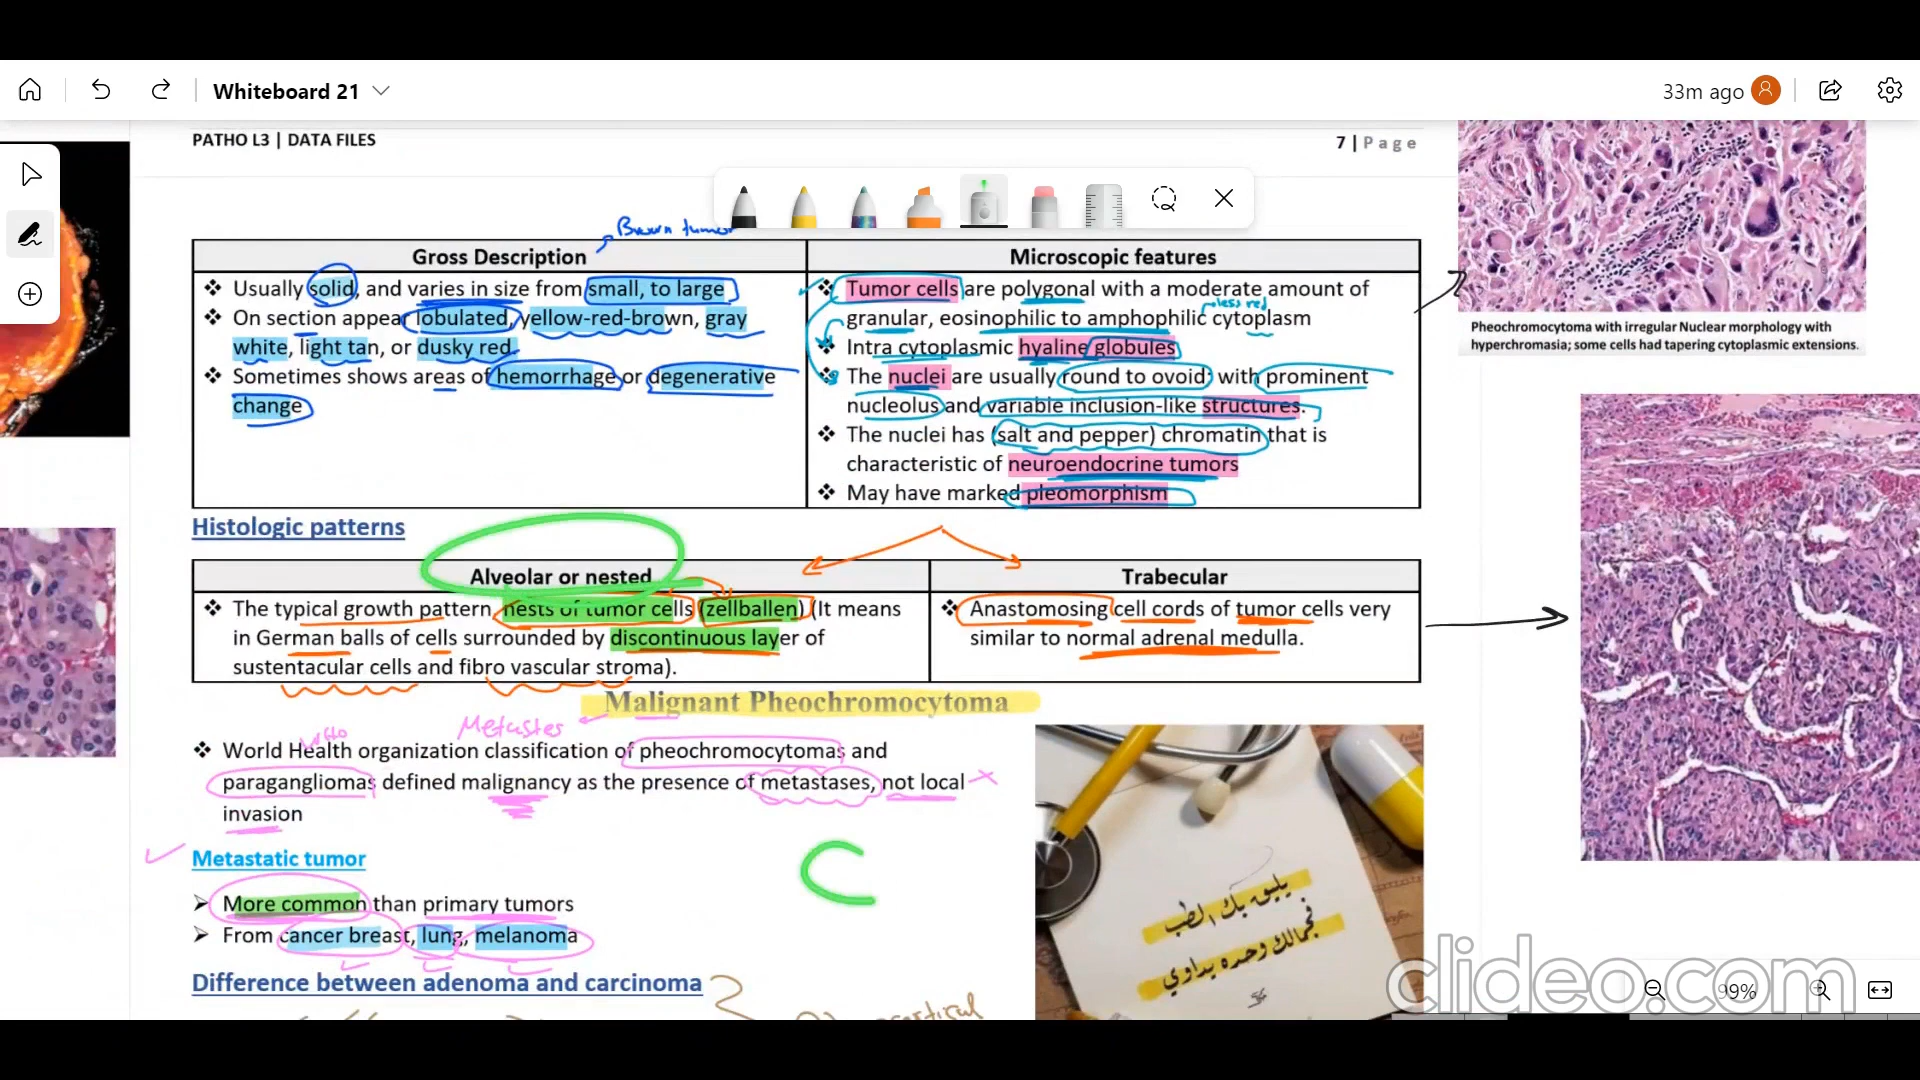 Whiteboard 21
33m ago
PATHO L3 | DATA FILES
7 | Page
Brown tumor
Gross Description
Microscopic features
❖ Usually solid, and varies in size from small, to large
❖ On section appear lobulated, yellow-red-brown, gray
white, light tan, or dusky red.
❖ Sometimes shows areas of hemorrhage or degenerative
change
❖ Tumor cells are polygonal with a moderate amount of
less red
granular, eosinophilic to amphophilic cytoplasm
❖ Intra cytoplasmic hyaline globules
❖ The nuclei are usually round to ovoid with prominent
nucleolus and variable inclusion-like structures.
❖ The nuclei has (salt and pepper) chromatin that is
characteristic of neuroendocrine tumors
❖ May have marked pleomorphism
Pheochromocytoma with irregular Nuclear morphology with
hyperchromasia; some cells had tapering cytoplasmic extensions.
Histologic patterns
Alveolar or nested
Trabecular
❖ The typical growth pattern nests of tumor cells (zellballen) (It means
in German balls of cells surrounded by discontinuous layer of
sustentacular cells and fibro vascular stroma).
❖ Anastomosing cell cords of tumor cells very
similar to normal adrenal medulla.
Malignant Pheochromocytoma
Metastes
❖ World Health organization classification of pheochromocytomas and
paragangliomas defined malignancy as the presence of metastases, not local
invasion
Metastatic tumor
➢ More common than primary tumors
➢ From cancer breast, lung, melanoma
Difference between adenoma and carcinoma
يليق بك الطب
فجمالك وحده يداوي
cortical
clideo.com
99%